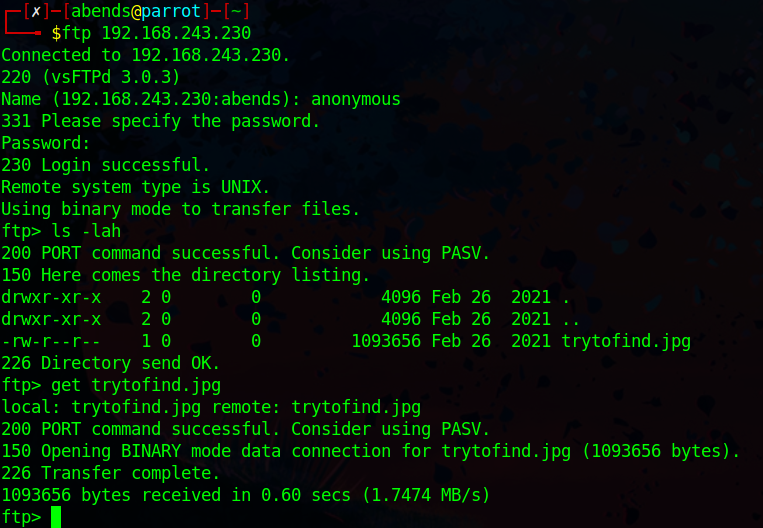 ┌─[✗]─[abends@parrot]─[~]
└──╼ $ftp 192.168.243.230
Connected to 192.168.243.230.
220 (vsFTPd 3.0.3)
Name (192.168.243.230:abends): anonymous
331 Please specify the password.
Password:
230 Login successful.
Remote system type is UNIX.
Using binary mode to transfer files.
ftp> ls -lah
200 PORT command successful. Consider using PASV.
150 Here comes the directory listing.
drwxr-xr-x    2 0        0            4096 Feb 26  2021 .
drwxr-xr-x    2 0        0            4096 Feb 26  2021 ..
-rw-r--r--    1 0        0         1093656 Feb 26  2021 trytofind.jpg
226 Directory send OK.
ftp> get trytofind.jpg
local: trytofind.jpg remote: trytofind.jpg
200 PORT command successful. Consider using PASV.
150 Opening BINARY mode data connection for trytofind.jpg (1093656 bytes).
226 Transfer complete.
1093656 bytes received in 0.60 secs (1.7474 MB/s)
ftp>